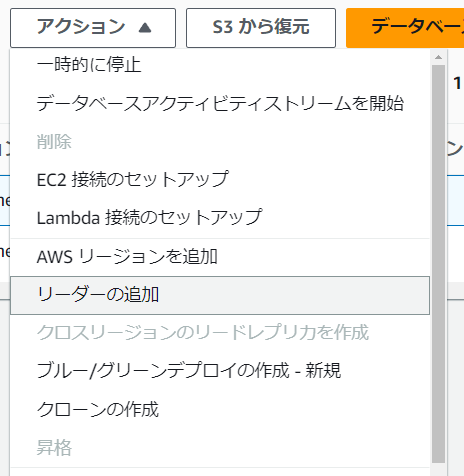 アクション ▲
S3 から復元
データベース
一時的に停止
データベースアクティビティストリームを開始
1
削除
EC2 接続のセットアップ
Lambda 接続のセットアップ
AWS リージョンを追加
リーダーの追加
クロスリージョンのリードレプリカを作成
ブルー/グリーンデプロイの作成 - 新規
クローンの作成
昇格